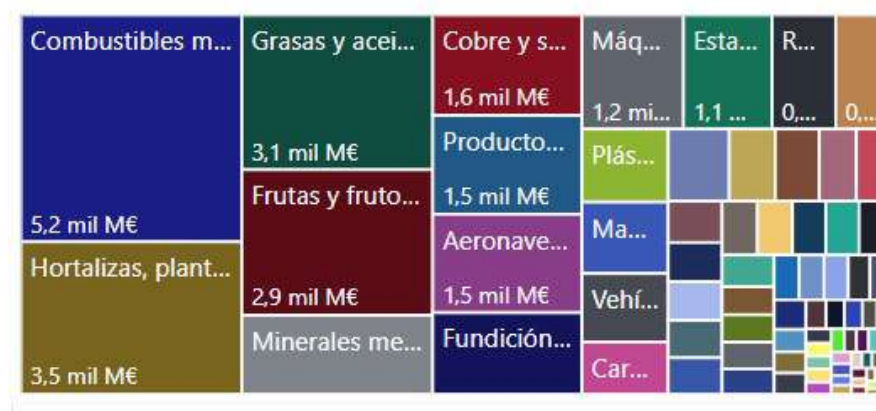 Combustibles m...
5,2 mil M€
Hortalizas, plant...
3,5 mil M€
Grasas y acei...
3,1 mil M€
Frutas y fruto...
2,9 mil M€
Minerales me...
Cobre y s...
1,6 mil M€
Producto...
1,5 mil M€
Aeronave...
1,5 mil M€
Fundición...
Máq...
1,2 mi...
Esta...
1,1 ...
R...
0,...
0,...
Plás...
Ma...
Vehí...
Car...